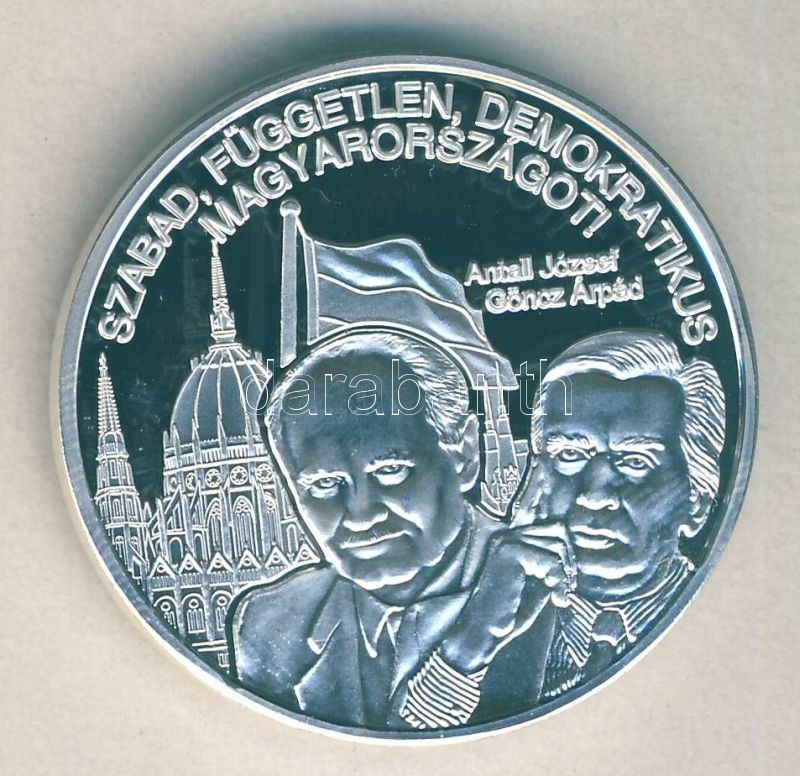 SZABAD, FÜGGETLEN, DEMOKRATIKUS
MAGYARORSZÁGOT!
Antall József
Göncz Árpád
darabanth